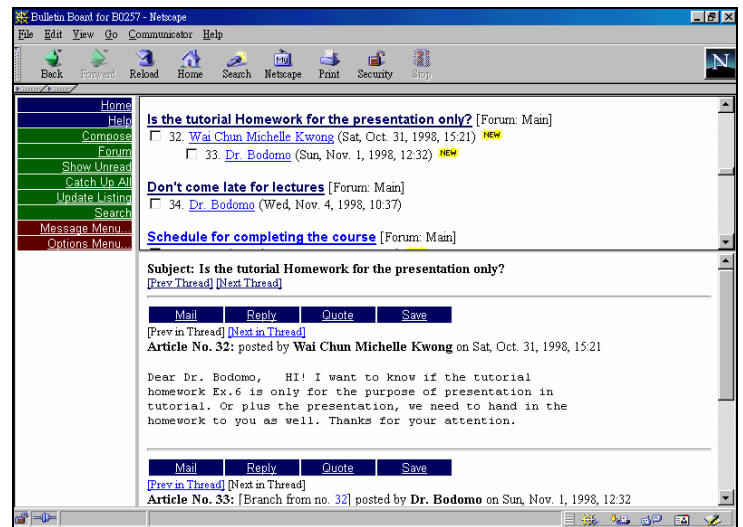 Bulletin Board for B0257 - Netscape
File Edit View Go Communicator Help
Back Forward Reload Home Search Netscape Print Security Stop
My
N
Home
Help
Compose
Forum
Show Unread
Catch Up All
Update Listing
Search
Message Menu...
Options Menu...
Is the tutorial Homework for the presentation only? [Forum: Main]
32. Wai Chun Michelle Kwong (Sat, Oct. 31, 1998, 15:21) NEW
33. Dr. Bodomo (Sun, Nov. 1, 1998, 12:32) NEW
Don't come late for lectures [Forum: Main]
34. Dr. Bodomo (Wed, Nov. 4, 1998, 10:37)
Schedule for completing the course [Forum: Main]
Subject: Is the tutorial Homework for the presentation only?
[Prev Thread] [Next Thread]
Mail Reply Quote Save
[Prev in Thread] [Next in Thread]
Article No. 32: posted by Wai Chun Michelle Kwong on Sat, Oct. 31, 1998, 15:21
Dear Dr. Bodomo, HI! I want to know if the tutorial
homework Ex.6 is only for the purpose of presentation in
tutorial. Or plus the presentation, we need to hand in the
homework to you as well. Thanks for your attention.
Mail Reply Quote Save
[Prev in Thread] [Next in Thread]
Article No. 33: [Branch from no. 32] posted by Dr. Bodomo on Sun, Nov. 1, 1998, 12:32